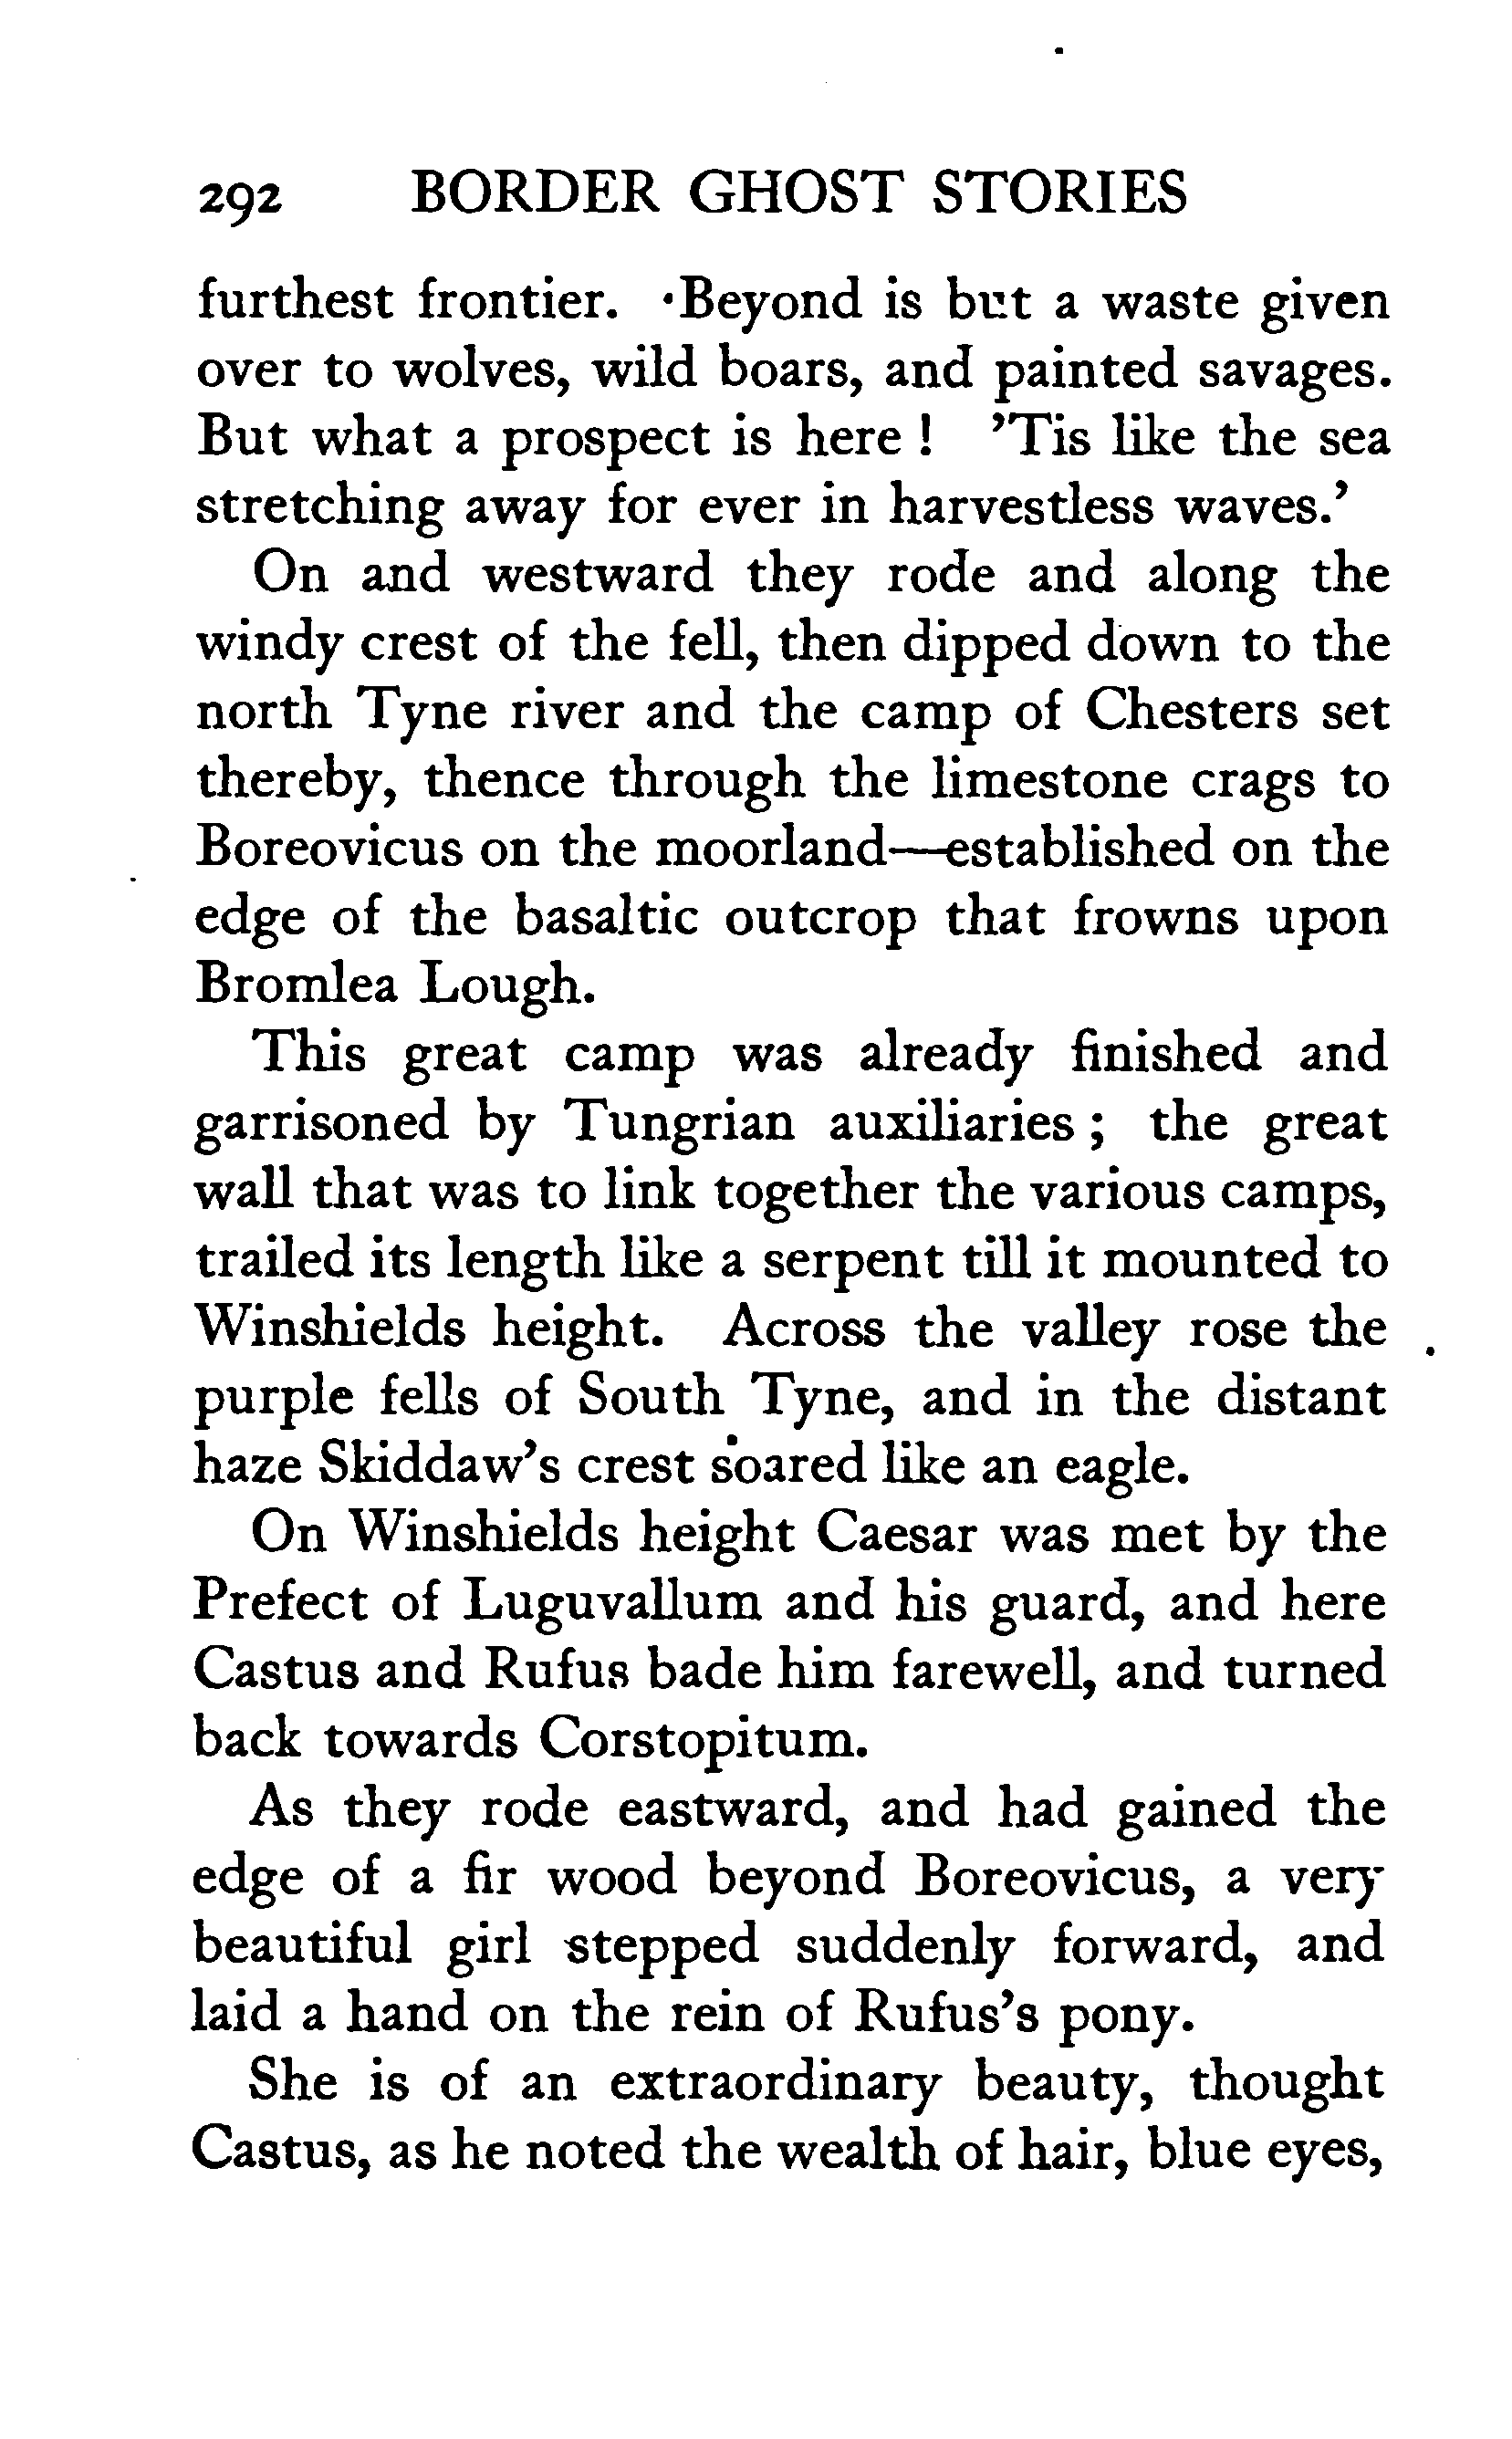 292 BORDER GHOST STORIES
furthest frontier. Beyond is but a waste given
over to wolves, wild boars, and painted savages.
But what a prospect is here ! 'Tis like the sea
stretching away for ever in harvestless waves.'
On and westward they rode and along the
windy crest of the fell, then dipped down to the
north Tyne river and the camp of Chesters set
thereby, thence through the limestone crags to
Boreovicus on the moorland—established on the
edge of the basaltic outcrop that frowns upon
Bromlea Lough.
This great camp was already finished and
garrisoned by Tungrian auxiliaries ; the great
wall that was to link together the various camps,
trailed its length like a serpent till it mounted to
Winshields height. Across the valley rose the
purple fells of South Tyne, and in the distant
haze Skiddaw's crest soared like an eagle.
On Winshields height Caesar was met by the
Prefect of Luguvallum and his guard, and here
Castus and Rufus bade him farewell, and turned
back towards Corstopitum.
As they rode eastward, and had gained the
edge of a fir wood beyond Boreovicus, a very
beautiful girl stepped suddenly forward, and
laid a hand on the rein of Rufus's pony.
She is of an extraordinary beauty, thought
Castus, as he noted the wealth of hair, blue eyes,